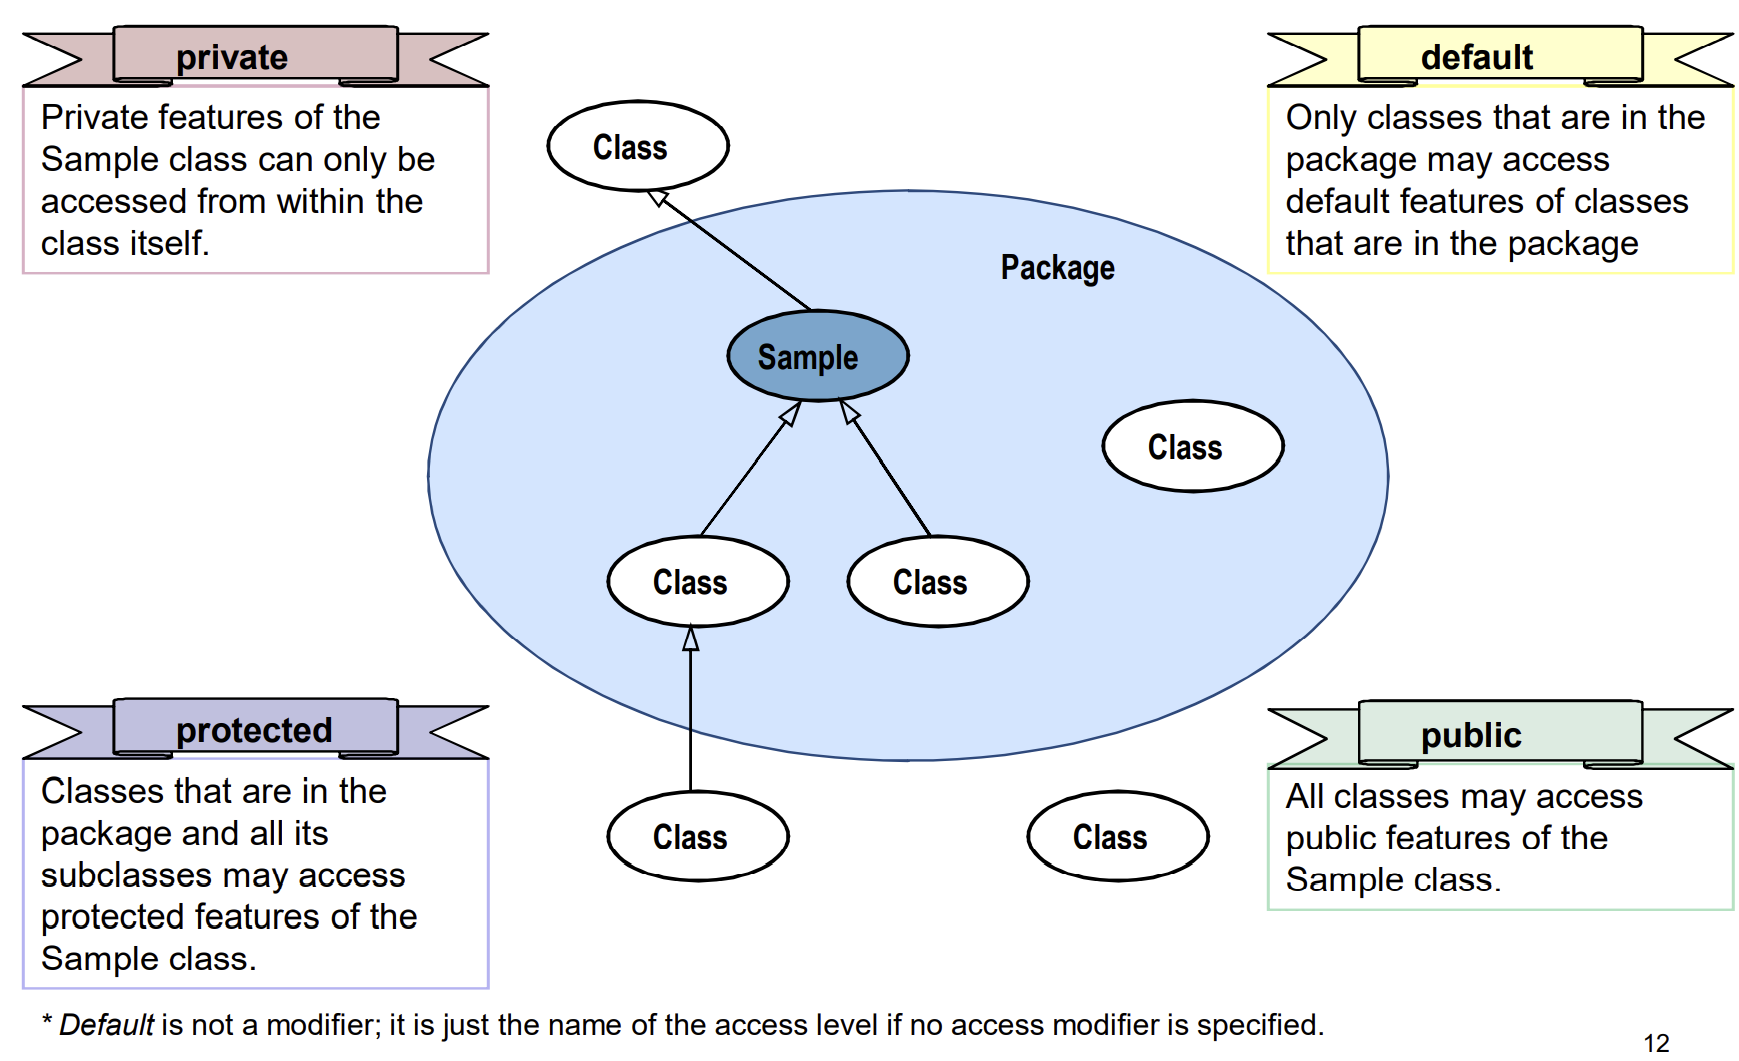 private
Private features of the
Sample class can only be
accessed from within the
class itself.
default
Only classes that are in the
package may access
default features of classes
that are in the package
Class
Package
Sample
Class
Class
Class
protected
Classes that are in the
package and all its
subclasses may access
protected features of the
Sample class.
Class
Class
public
All classes may access
public features of the
Sample class.
* Default is not a modifier; it is just the name of the access level if no access modifier is specified.
12